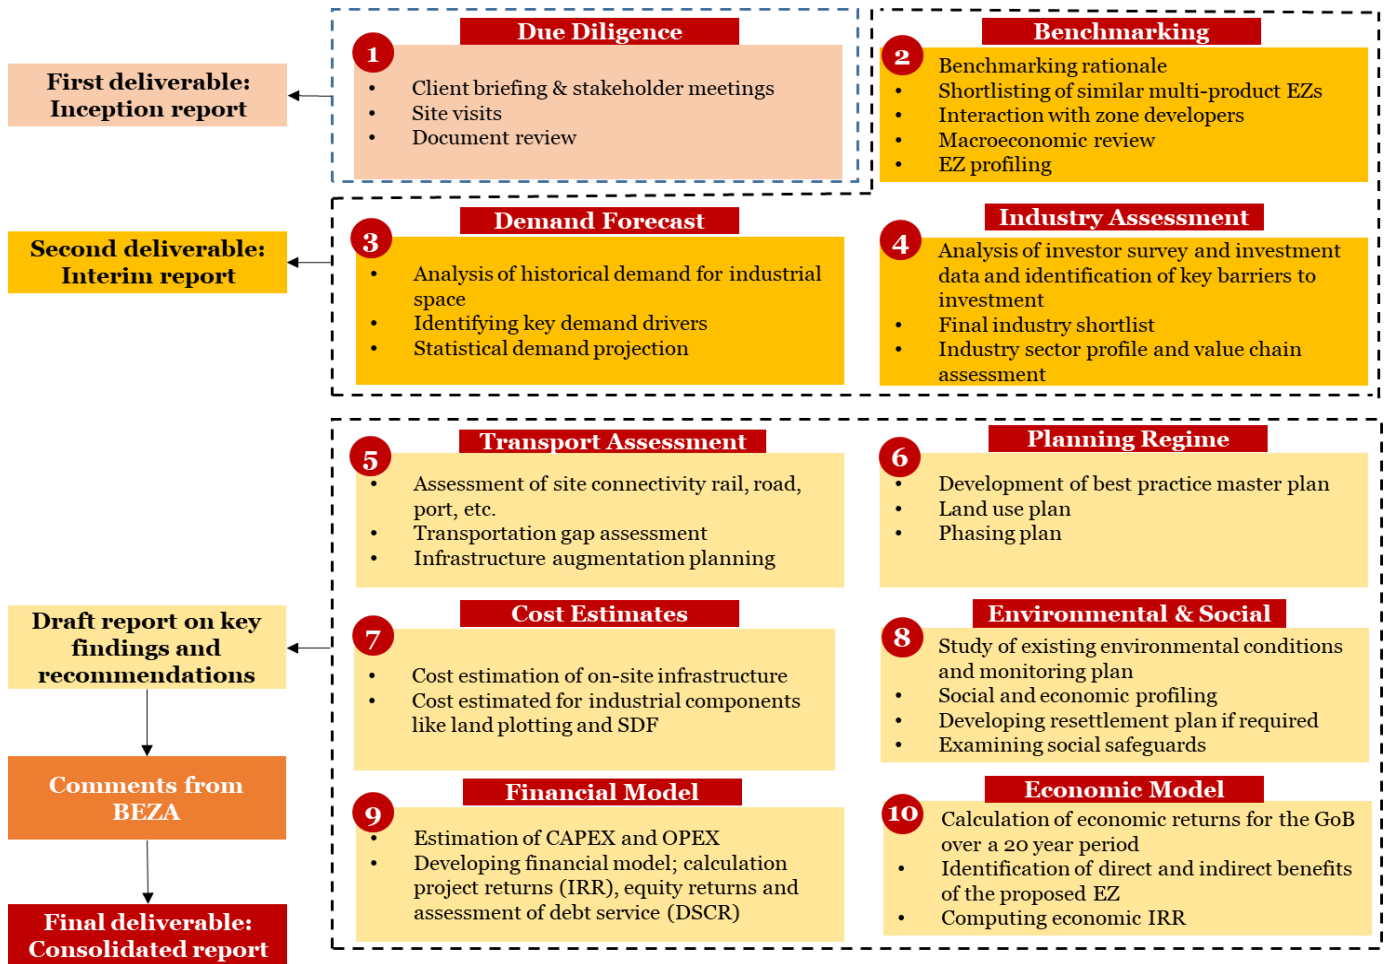 First deliverable:
Inception report
1
Due Diligence
• Client briefing & stakeholder meetings
• Site visits
• Document review
2
Benchmarking
• Benchmarking rationale
• Shortlisting of similar multi-product EZs
• Interaction with zone developers
• Macroeconomic review
• EZ profiling
Second deliverable:
Interim report
3
Demand Forecast
• Analysis of historical demand for industrial
space
• Identifying key demand drivers
• Statistical demand projection
4
Industry Assessment
• Analysis of investor survey and investment
data and identification of key barriers to
investment
• Final industry shortlist
• Industry sector profile and value chain
assessment
5
Transport Assessment
• Assessment of site connectivity rail, road,
port, etc.
• Transportation gap assessment
• Infrastructure augmentation planning
6
Planning Regime
• Development of best practice master plan
• Land use plan
• Phasing plan
Draft report on key
findings and
recommendations
7
Cost Estimates
• Cost estimation of on-site infrastructure
• Cost estimated for industrial components
like land plotting and SDF
8
Environmental & Social
• Study of existing environmental conditions
and monitoring plan
• Social and economic profiling
• Developing resettlement plan if required
• Examining social safeguards
Comments from
BEZA
9
Financial Model
• Estimation of CAPEX and OPEX
• Developing financial model; calculation
project returns (IRR), equity returns and
assessment of debt service (DSCR)
10
Economic Model
• Calculation of economic returns for the GoB
over a 20 year period
• Identification of direct and indirect benefits
of the proposed EZ
• Computing economic IRR
Final deliverable:
Consolidated report